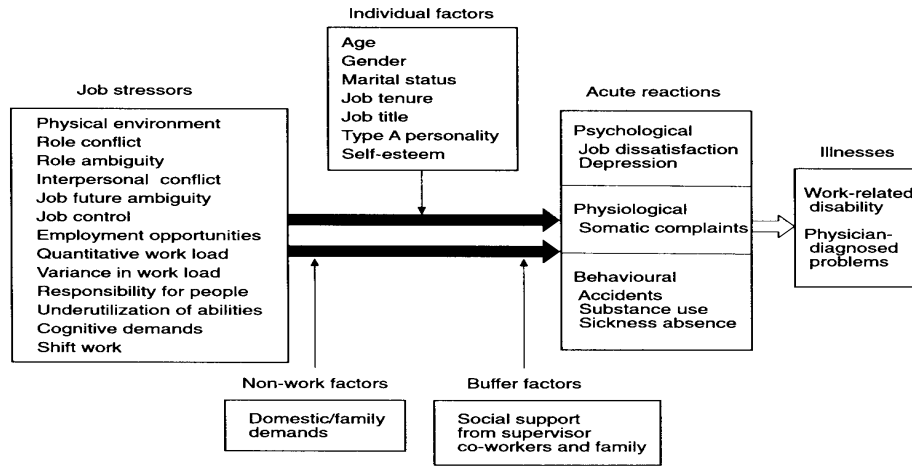 Individual factors
Age
Gender
Marital status
Job tenure
Job title
Type A personality
Self-esteem
Job stressors
Physical environment
Role conflict
Role ambiguity
Interpersonal conflict
Job future ambiguity
Job control
Employment opportunities
Quantitative work load
Variance in work load
Responsibility for people
Underutilization of abilities
Cognitive demands
Shift work
Acute reactions
Psychological
Job dissatisfaction
Depression
Physiological
Somatic complaints
Behavioural
Accidents
Substance use
Sickness absence
Illnesses
Work-related
disability
Physician-
diagnosed
problems
Non-work factors
Domestic/family
demands
Buffer factors
Social support
from supervisor
co-workers and family